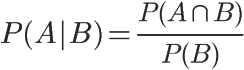 P(A|B) = P(A ∩ B) / P(B)